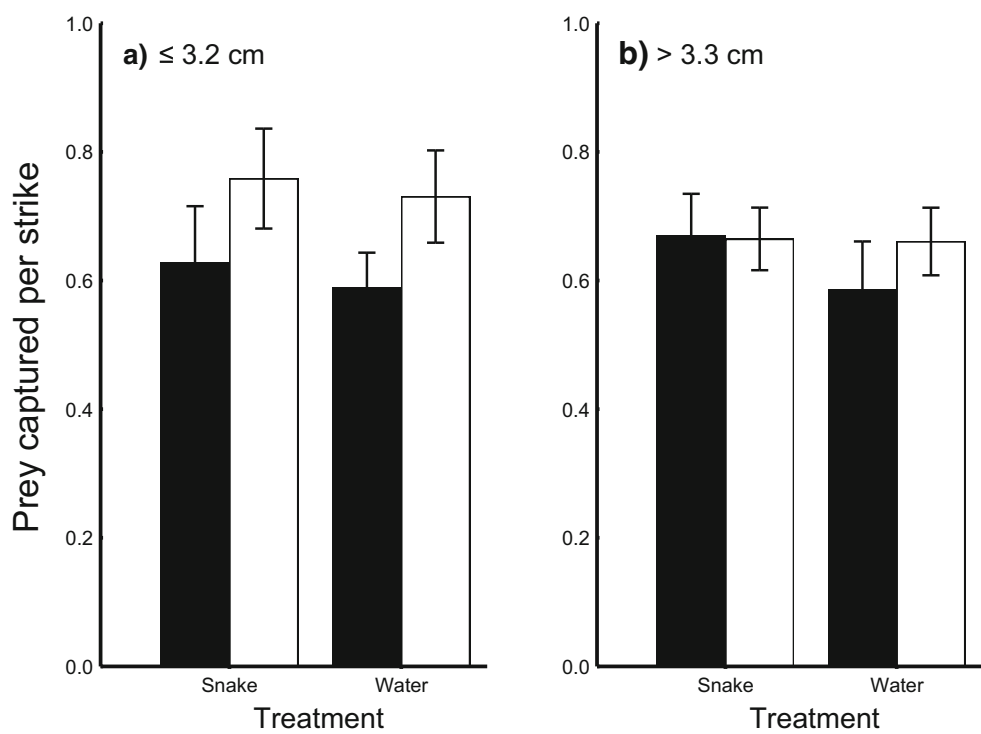 Prey captured per strike
a) ≤ 3.2 cm
1.0
0.8
0.6
0.4
0.2
0.0
Snake Water
Treatment
b) > 3.3 cm
1.0
0.8
0.6
0.4
0.2
0.0
Snake Water
Treatment